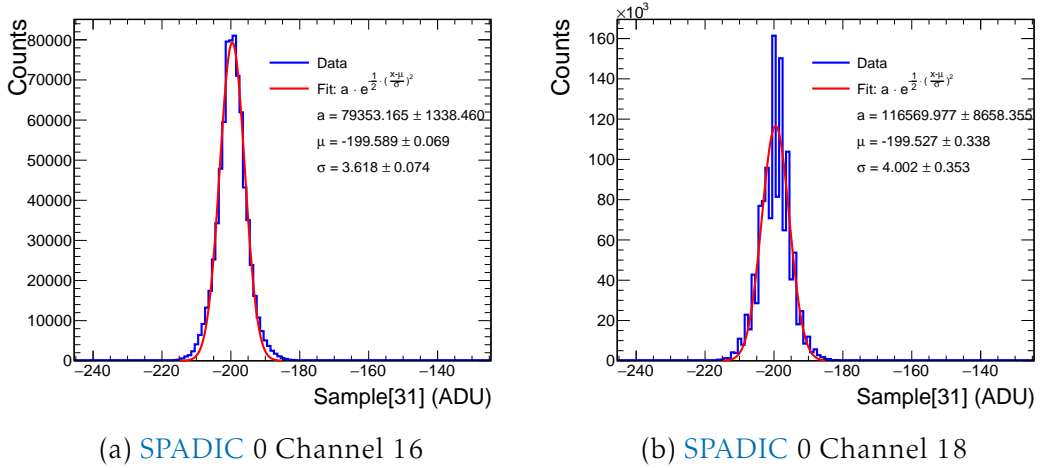 Counts
80000
70000
60000
50000
40000
30000
20000
10000
0
Data
Fit: a · e^{\frac{1}{2} · (\frac{x-μ}{σ})^2}
a = 79353.165 ± 1338.460
μ = -199.589 ± 0.069
σ = 3.618 ± 0.074
−240 −220 −200 −180 −160 −140
Sample[31] (ADU)
(a) SPADIC 0 Channel 16
×10³
Counts
160
140
120
100
80
60
40
20
0
Data
Fit: a · e^{\frac{1}{2} · (\frac{x-μ}{σ})^2}
a = 116569.977 ± 8658.355
μ = -199.527 ± 0.338
σ = 4.002 ± 0.353
−240 −220 −200 −180 −160 −140
Sample[31] (ADU)
(b) SPADIC 0 Channel 18